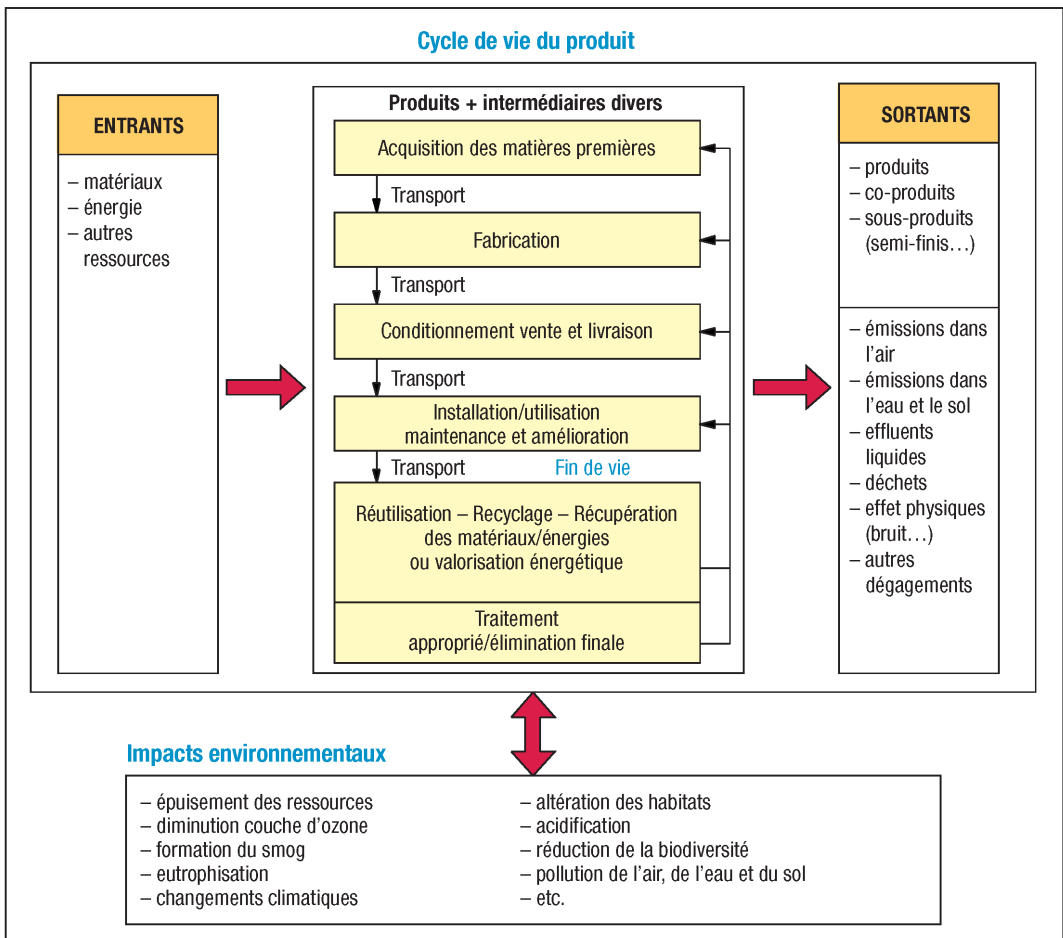 Cycle de vie du produit
ENTRANTS
– matériaux
– énergie
– autres
ressources
Produits + intermédiaires divers
Acquisition des matières premières
Transport
Fabrication
Transport
Conditionnement vente et livraison
Transport
Installation/utilisation
maintenance et amélioration
Transport
Fin de vie
Réutilisation – Recyclage – Récupération
des matériaux/énergies
ou valorisation énergétique
Traitement
approprié/élimination finale
SORTANTS
– produits
– co-produits
– sous-produits
(semi-finis…)
– émissions dans
l’air
– émissions dans
l’eau et le sol
– effluents
liquides
– déchets
– effet physiques
(bruit…)
– autres
dégagements
Impacts environnementaux
– épuisement des ressources
– diminution couche d’ozone
– formation du smog
– eutrophisation
– changements climatiques
– altération des habitats
– acidification
– réduction de la biodiversité
– pollution de l’air, de l’eau et du sol
– etc.